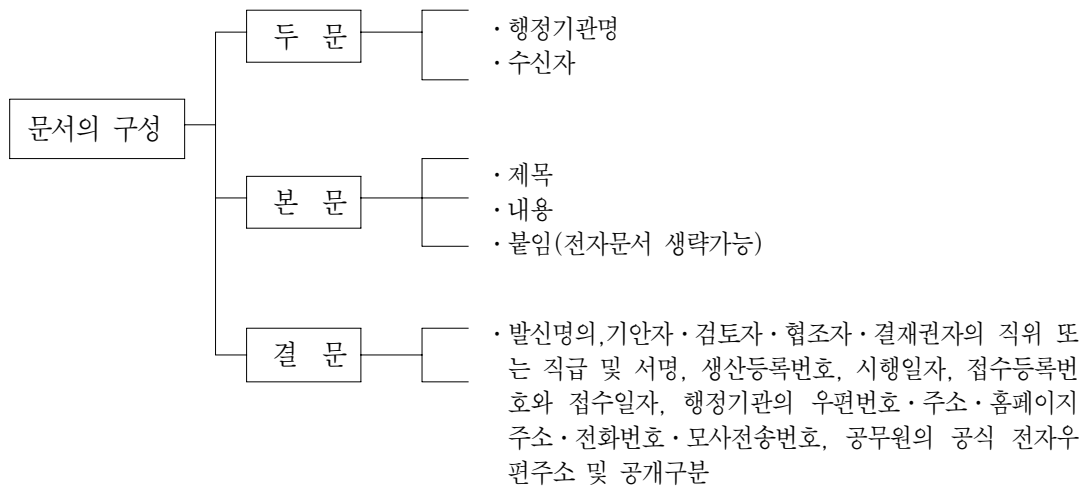 두 문
· 행정기관명
· 수신자
문서의 구성
본 문
· 제목
· 내용
· 붙임(전자문서 생략가능)
결 문
· 발신명의,기안자·검토자·협조자·결재권자의 직위 또
는 직급 및 서명, 생산등록번호, 시행일자, 접수등록번
호와 접수일자, 행정기관의 우편번호·주소·홈페이지
주소·전화번호·모사전송번호, 공무원의 공식 전자우
편주소 및 공개구분